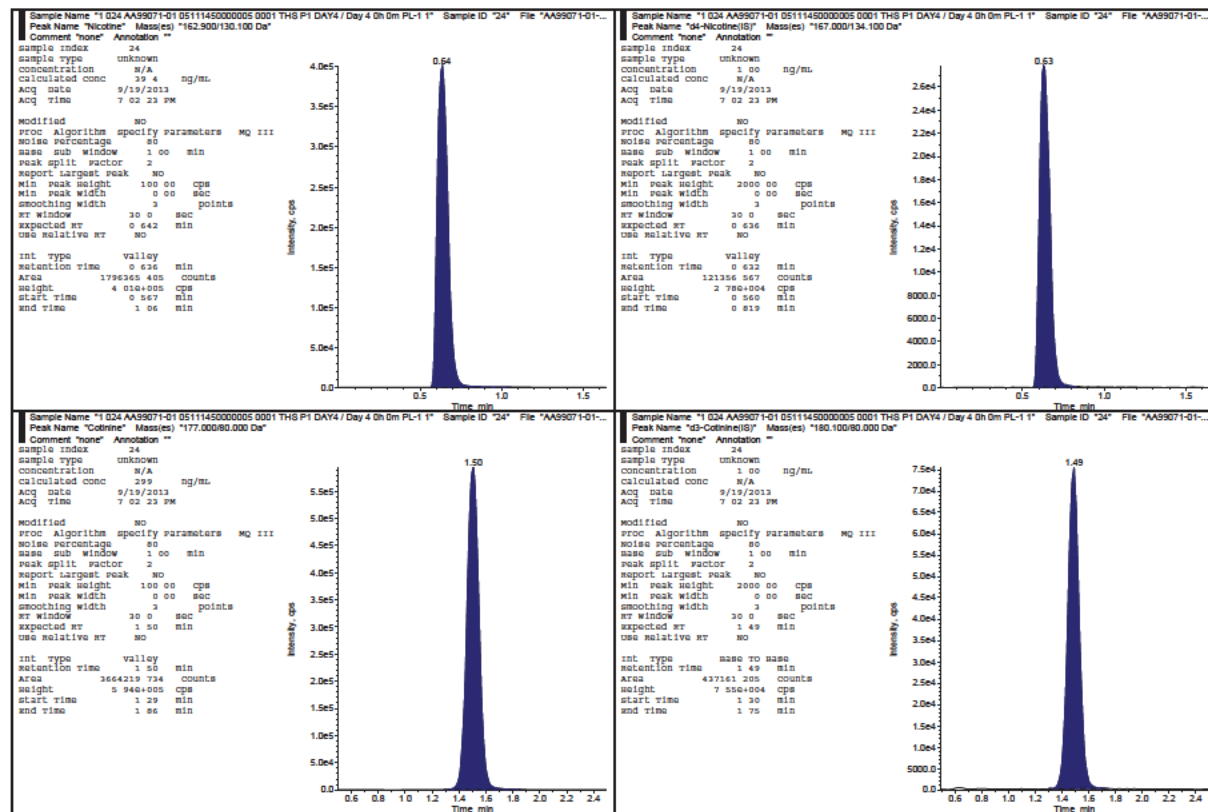 Sample Name "1 024 AA99071-01 05111450000005 0001 THS P1 DAY4 / Day 4 0h 0m PL-1 1" Sample ID "24" File "AA99071-01-...
Peak Name "Nicotine" Mass(es) "162.900/130.100 Da"
Comment "none" Annotation ""
Sample Index 24
Sample Type Unknown
Concentration N/A
Calculated Conc 39 4 ng/mL
Acq Date 9/19/2013
Acq Time 7 02 23 PM
Modified NO
Proc Algorithm Specify Parameters MQ III
Noise Percentage 80
Base Sub Window 1 00 min
Peak Split Factor 2
Report Largest Peak NO
Min Peak Height 100 00 cps
Min Peak Width 0 00 sec
Smoothing Width 3 points
RT Window 30 0 sec
Expected RT 0 642 min
Use Relative RT NO
Int Type Valley
Retention Time 0 636 min
Area 1796365 405 counts
Height 4 01e+005 cps
Start Time 0 567 min
End Time 1 06 min
0.64
Intensity, cps
4.0e5
3.5e5
3.0e5
2.5e5
2.0e5
1.5e5
1.0e5
5.0e4
0.0
0.5 1.0 1.5
Time min
Sample Name "1 024 AA99071-01 05111450000005 0001 THS P1 DAY4 / Day 4 0h 0m PL-1 1" Sample ID "24" File "AA99071-01-...
Peak Name "d4-Nicotine(IS)" Mass(es) "167.000/134.100 Da"
Comment "none" Annotation ""
Sample Index 24
Sample Type Unknown
Concentration 1 00 ng/mL
Calculated Conc N/A
Acq Date 9/19/2013
Acq Time 7 02 23 PM
Modified NO
Proc Algorithm Specify Parameters MQ III
Noise Percentage 80
Base Sub Window 1 00 min
Peak Split Factor 2
Report Largest Peak NO
Min Peak Height 2000 00 cps
Min Peak Width 0 00 sec
Smoothing Width 3 points
RT Window 30 0 sec
Expected RT 0 636 min
Use Relative RT NO
Int Type Valley
Retention Time 0 632 min
Area 121356 567 counts
Height 2 78e+004 cps
Start Time 0 560 min
End Time 0 819 min
0.63
Intensity, cps
2.6e4
2.4e4
2.2e4
2.0e4
1.8e4
1.6e4
1.4e4
1.2e4
1.0e4
8000.0
6000.0
4000.0
2000.0
0.0
0.5 1.0 1.5
Time min
Sample Name "1 024 AA99071-01 05111450000005 0001 THS P1 DAY4 / Day 4 0h 0m PL-1 1" Sample ID "24" File "AA99071-01-...
Peak Name "Cotinine" Mass(es) "177.000/80.000 Da"
Comment "none" Annotation ""
Sample Index 24
Sample Type Unknown
Concentration N/A
Calculated Conc 299 ng/mL
Acq Date 9/19/2013
Acq Time 7 02 23 PM
Modified NO
Proc Algorithm Specify Parameters MQ III
Noise Percentage 80
Base Sub Window 1 00 min
Peak Split Factor 2
Report Largest Peak NO
Min Peak Height 100 00 cps
Min Peak Width 0 00 sec
Smoothing Width 3 points
RT Window 30 0 sec
Expected RT 1 50 min
Use Relative RT NO
Int Type Valley
Retention Time 1 50 min
Area 3664219 734 counts
Height 5 94e+005 cps
Start Time 1 29 min
End Time 1 86 min
1.50
Intensity, cps
5.5e5
5.0e5
4.5e5
4.0e5
3.5e5
3.0e5
2.5e5
2.0e5
1.5e5
1.0e5
5.0e4
0.0
0.6 0.8 1.0 1.2 1.4 1.6 1.8 2.0 2.2 2.4
Time min
Sample Name "1 024 AA99071-01 05111450000005 0001 THS P1 DAY4 / Day 4 0h 0m PL-1 1" Sample ID "24" File "AA99071-01-...
Peak Name "d3-Cotinine(IS)" Mass(es) "180.100/80.000 Da"
Comment "none" Annotation ""
Sample Index 24
Sample Type Unknown
Concentration 1 00 ng/mL
Calculated Conc N/A
Acq Date 9/19/2013
Acq Time 7 02 23 PM
Modified NO
Proc Algorithm Specify Parameters MQ III
Noise Percentage 80
Base Sub Window 1 00 min
Peak Split Factor 2
Report Largest Peak NO
Min Peak Height 2000 00 cps
Min Peak Width 0 00 sec
Smoothing Width 3 points
RT Window 30 0 sec
Expected RT 1 49 min
Use Relative RT NO
Int Type Base To Base
Retention Time 1 49 min
Area 437161 205 counts
Height 7 55e+004 cps
Start Time 1 30 min
End Time 1 75 min
1.49
Intensity, cps
7.5e4
7.0e4
6.5e4
6.0e4
5.5e4
5.0e4
4.5e4
4.0e4
3.5e4
3.0e4
2.5e4
2.0e4
1.5e4
1.0e4
5000.0
0.0
0.6 0.8 1.0 1.2 1.4 1.6 1.8 2.0 2.2 2.4
Time min